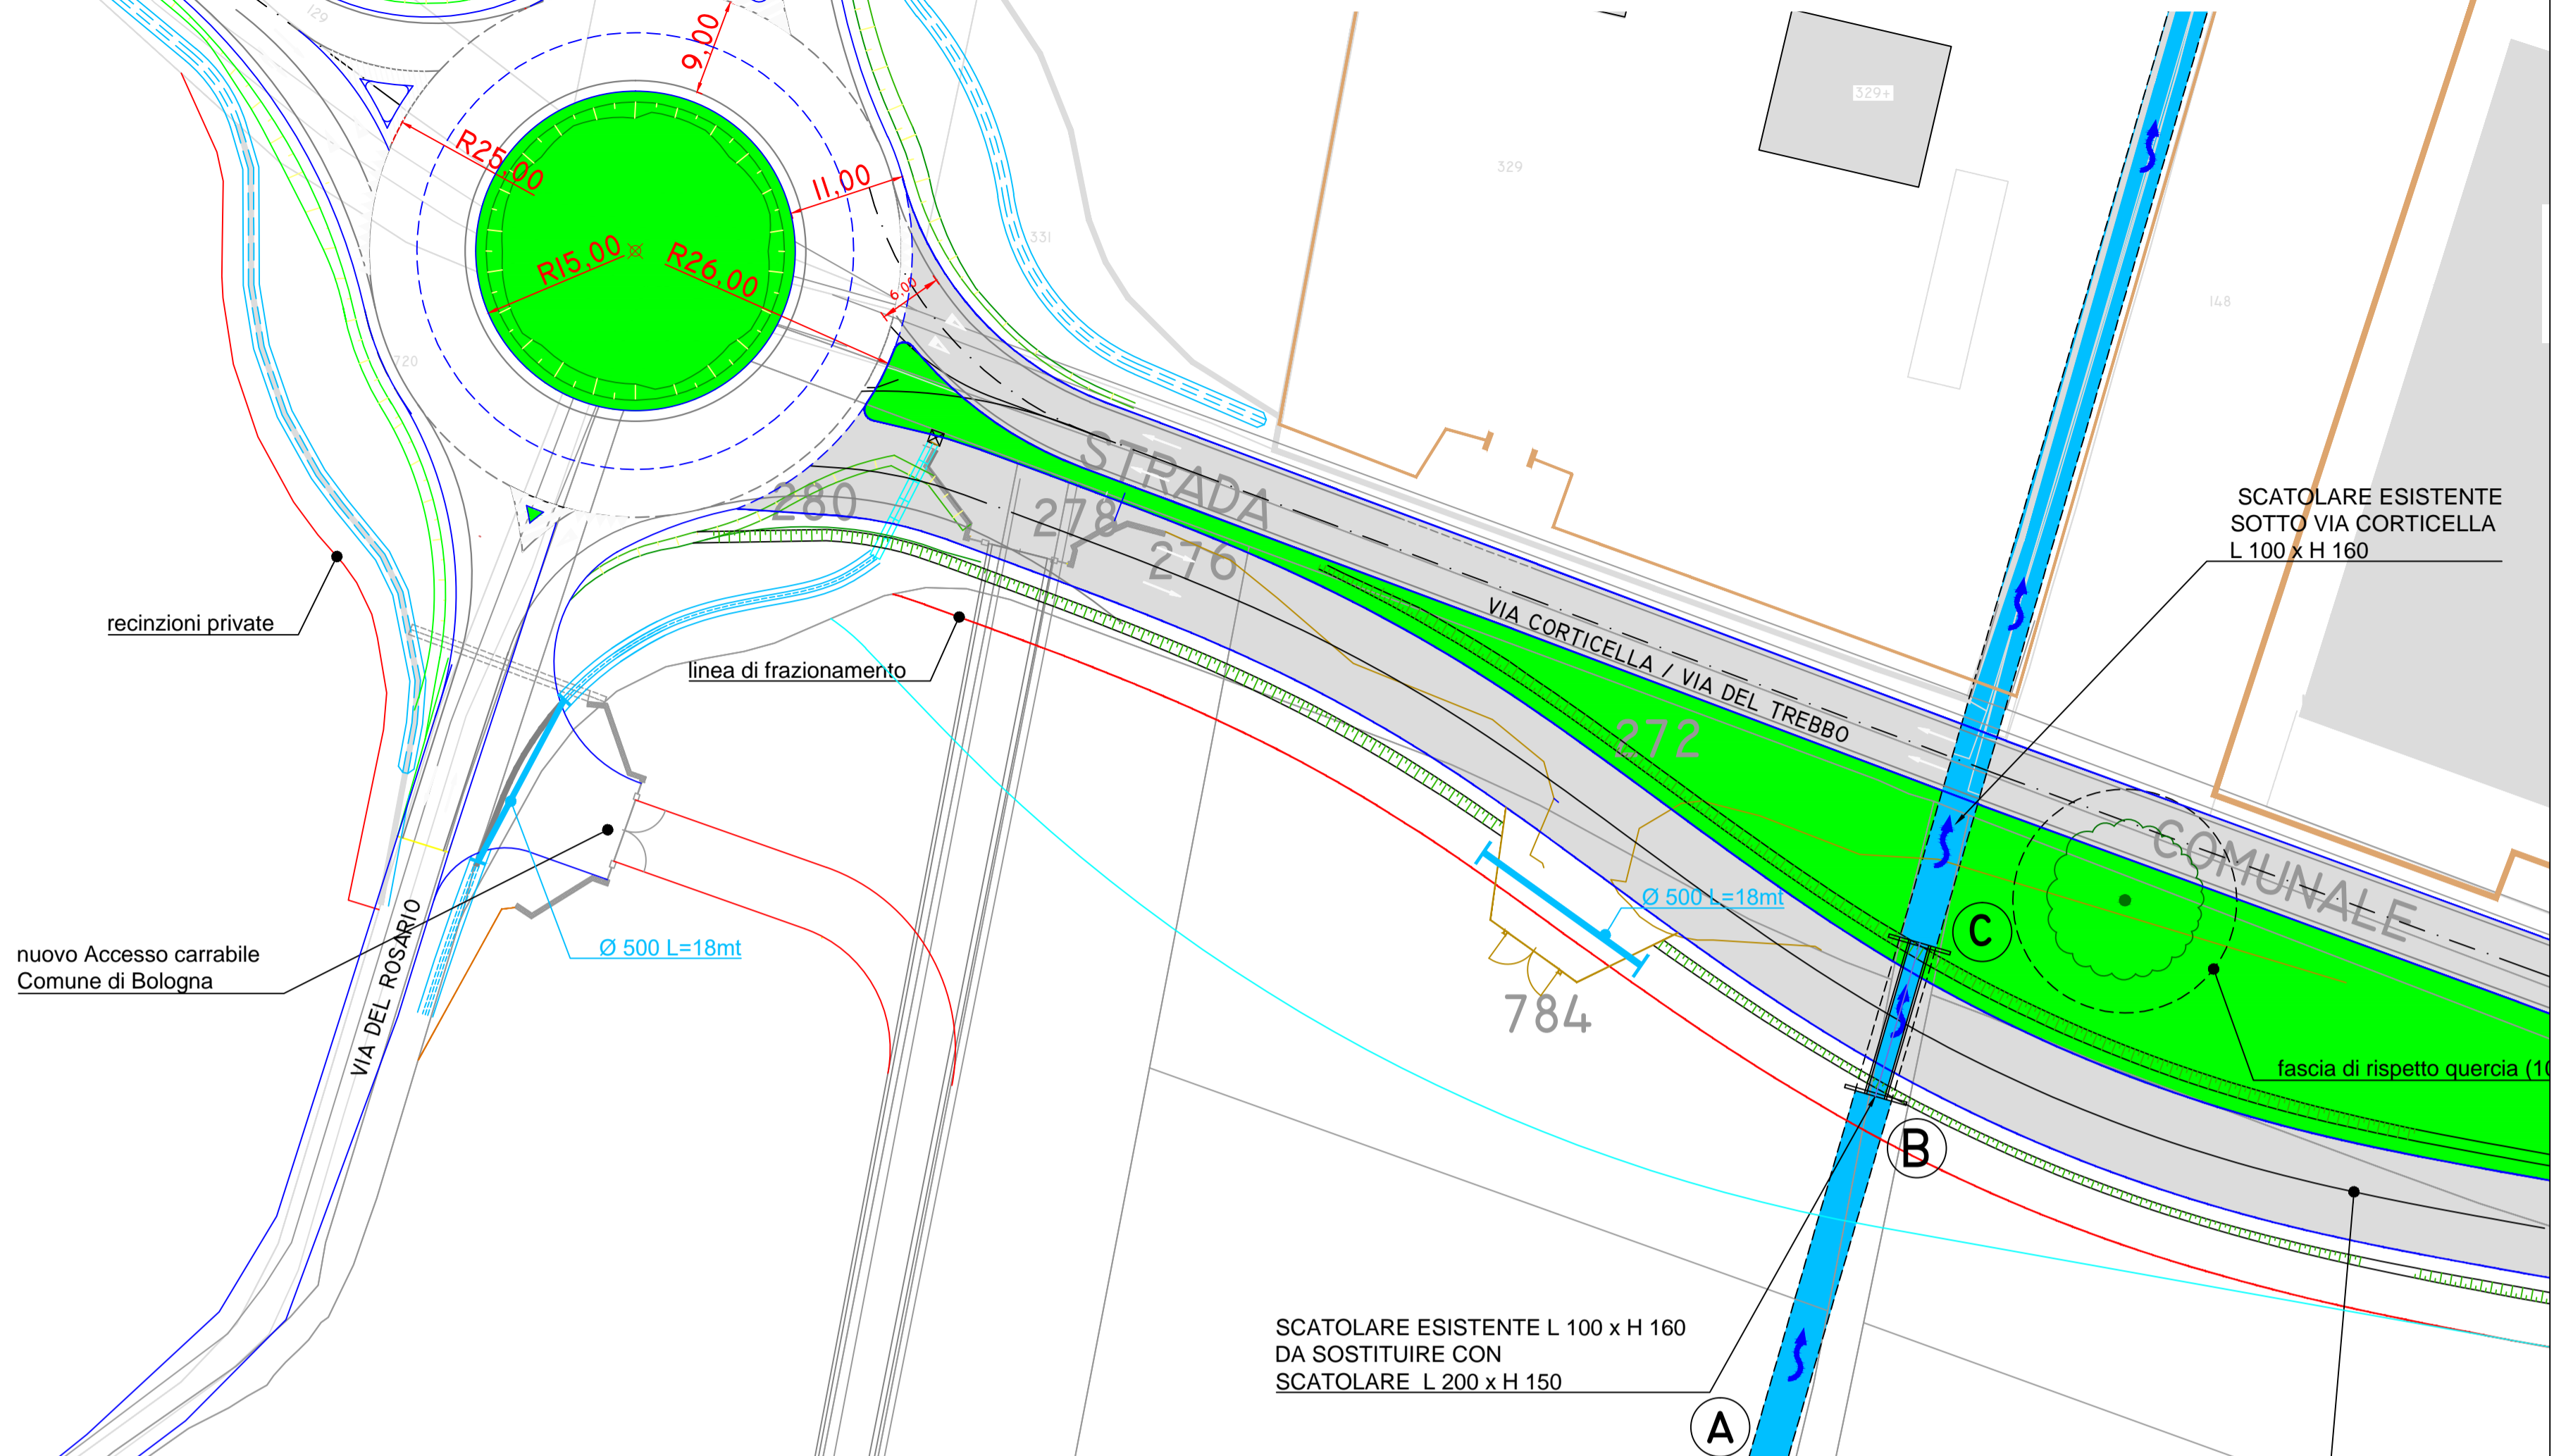 129
9,00
R25,00
11,00
R15,00
R26,00
6,00
720
331
329
329+
148
280
278
276
272
784
STRADA
COMUNALE
VIA CORTICELLA / VIA DEL TREBBO
SCATOLARE ESISTENTE
SOTTO VIA CORTICELLA
L 100 x H 160
recinzioni private
linea di frazionamento
nuovo Accesso carrabile
Comune di Bologna
VIA DEL ROSARIO
Ø 500 L=18mt
Ø 500 L=18mt
C
B
A
fascia di rispetto quercia (10
SCATOLARE ESISTENTE L 100 x H 160
DA SOSTITUIRE CON
SCATOLARE L 200 x H 150